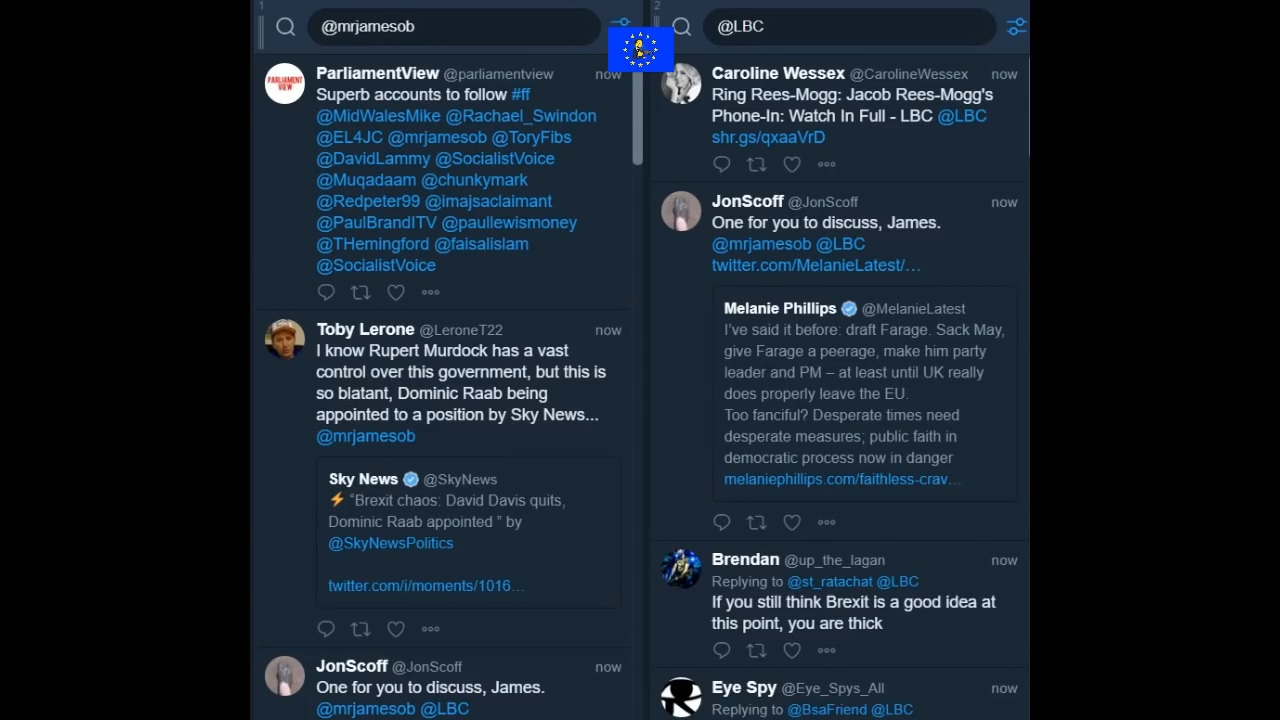 1
@mrjamesob
PARLIAMENT
VIEW
ParliamentView @parliamentview now
Superb accounts to follow #ff
@MidWalesMike @Rachael_Swindon
@EL4JC @mrjamesob @ToryFibs
@DavidLammy @SocialistVoice
@Muqadaam @chunkymark
@Redpeter99 @imajsaclaimant
@PaulBrandITV @paullewismoney
@THemingford @faisalislam
@SocialistVoice
Toby Lerone @LeroneT22 now
I know Rupert Murdock has a vast
control over this government, but this is
so blatant, Dominic Raab being
appointed to a position by Sky News...
@mrjamesob
Sky News @SkyNews
⚡ “Brexit chaos: David Davis quits,
Dominic Raab appointed ” by
@SkyNewsPolitics
twitter.com/i/moments/1016…
JonScoff @JonScoff now
One for you to discuss, James.
@mrjamesob @LBC
2
@LBC
Caroline Wessex @CarolineWessex now
Ring Rees-Mogg: Jacob Rees-Mogg's
Phone-In: Watch In Full - LBC @LBC
shr.gs/qxaaVrD
JonScoff @JonScoff now
One for you to discuss, James.
@mrjamesob @LBC
twitter.com/MelanieLatest/…
Melanie Phillips @MelanieLatest
I’ve said it before: draft Farage. Sack May,
give Farage a peerage, make him party
leader and PM – at least until UK really
does properly leave the EU.
Too fanciful? Desperate times need
desperate measures; public faith in
democratic process now in danger
melaniephillips.com/faithless-crav…
Brendan @up_the_lagan now
Replying to @st_ratachat @LBC
If you still think Brexit is a good idea at
this point, you are thick
Eye Spy @Eye_Spys_All now
Replying to @BsaFriend @LBC